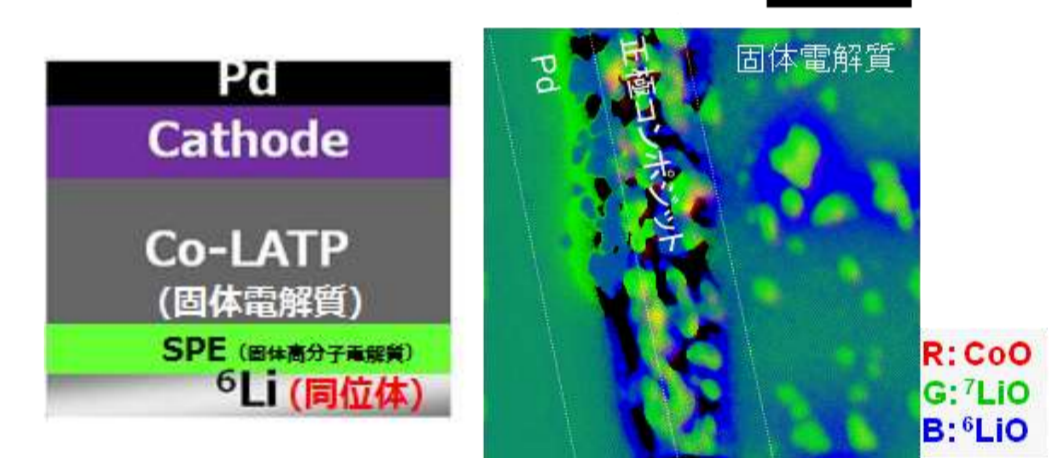 Pd
Cathode
Co-LATP
(固体電解質)
SPE (固体高分子電解質)
⁶Li (同位体)
Pd
正極コンポジット
固体電解質
R: CoO
G: ⁷LiO
B: ⁶LiO